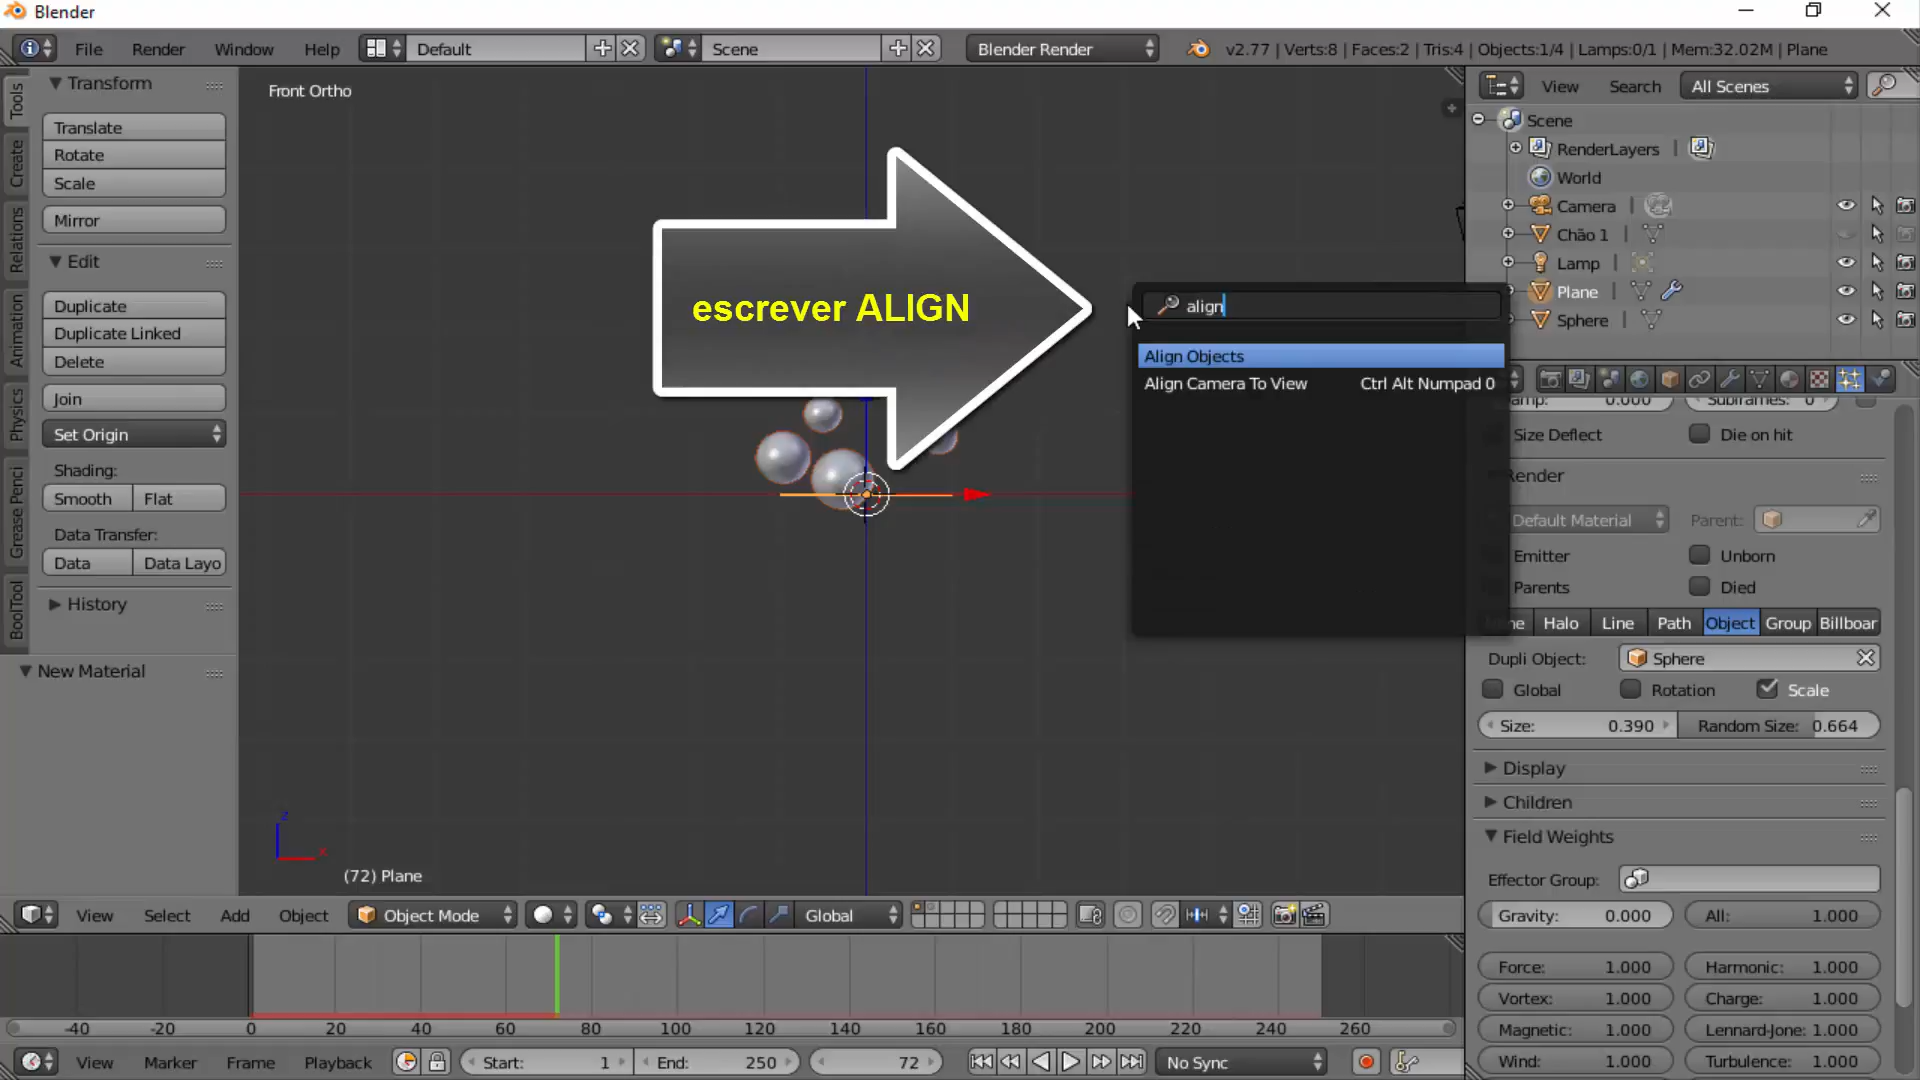 Blender
File Render Window Help Default Scene Blender Render v2.77 | Verts:8 | Faces:2 | Tris:4 | Objects:1/4 | Lamps:0/1 | Mem:32.02M | Plane
Tools
Create
Relations
Animation
Physics
Grease Penci
BoolTool
Transform
Translate
Rotate
Scale
Mirror
Edit
Duplicate
Duplicate Linked
Delete
Join
Set Origin
Shading:
Smooth Flat
Data Transfer:
Data Data Layo
History
New Material
Front Ortho
escrever ALIGN
align
Align Objects
Align Camera To View Ctrl Alt Numpad 0
z
x
(72) Plane
View Search All Scenes
Scene
RenderLayers
World
Camera
Chão 1
Lamp
Plane
Sphere
0.000 Subframes: 0
Size Deflect Die on hit
Render
Default Material Parent:
Emitter Unborn
Parents Died
Halo Line Path Object Group Billboar
Dupli Object: Sphere
Global Rotation Scale
Size: 0.390 Random Size: 0.664
Display
Children
Field Weights
Effector Group:
Gravity: 0.000 All: 1.000
Force: 1.000 Harmonic: 1.000
Vortex: 1.000 Charge: 1.000
Magnetic: 1.000 Lennard-Jone: 1.000
Wind: 1.000 Turbulence: 1.000
View Select Add Object Object Mode Global
-40 -20 0 20 40 60 80 100 120 140 160 180 200 220 240 260
View Marker Frame Playback Start: 1 End: 250 72 No Sync